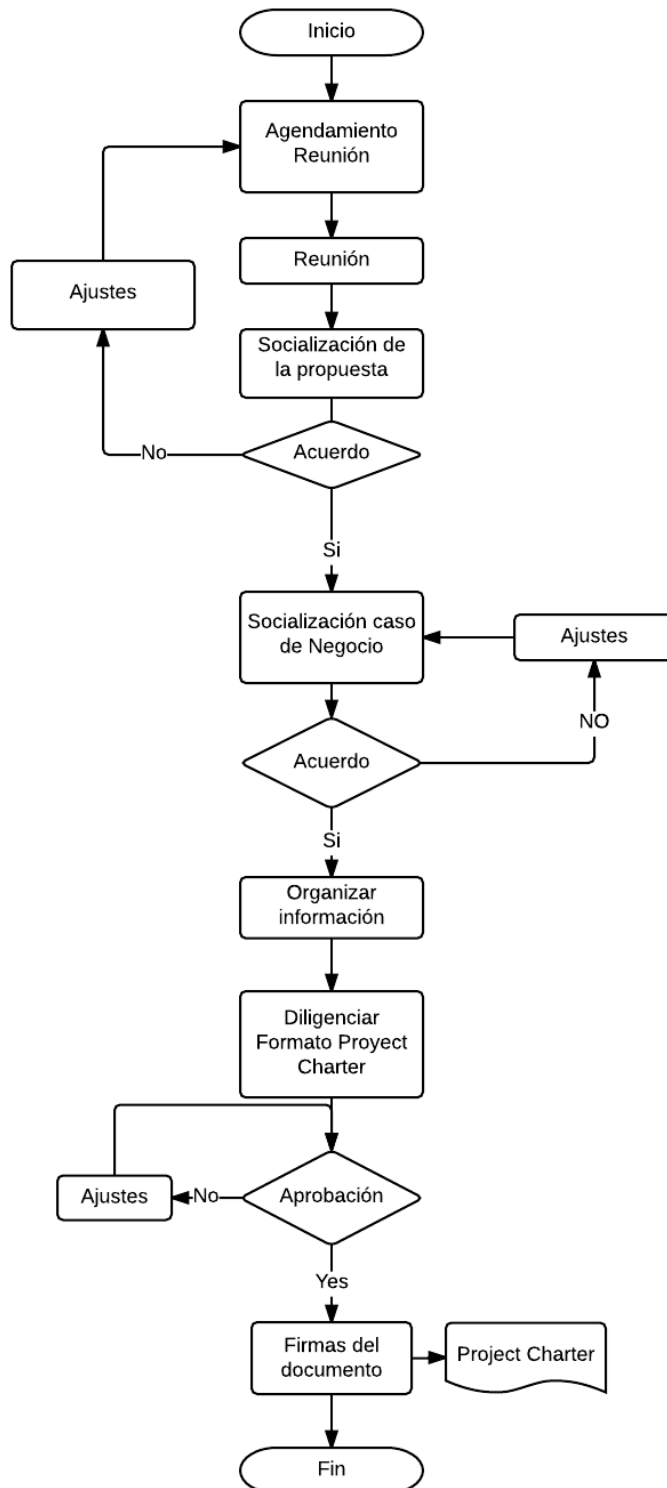 Inicio
Agendamiento
Reunión
Reunión
Ajustes
Socialización de
la propuesta
No
Acuerdo
Si
Socialización caso
de Negocio
Ajustes
NO
Acuerdo
Si
Organizar
información
Diligenciar
Formato Proyect
Charter
Ajustes
No
Aprobación
Yes
Firmas del
documento
Project Charter
Fin